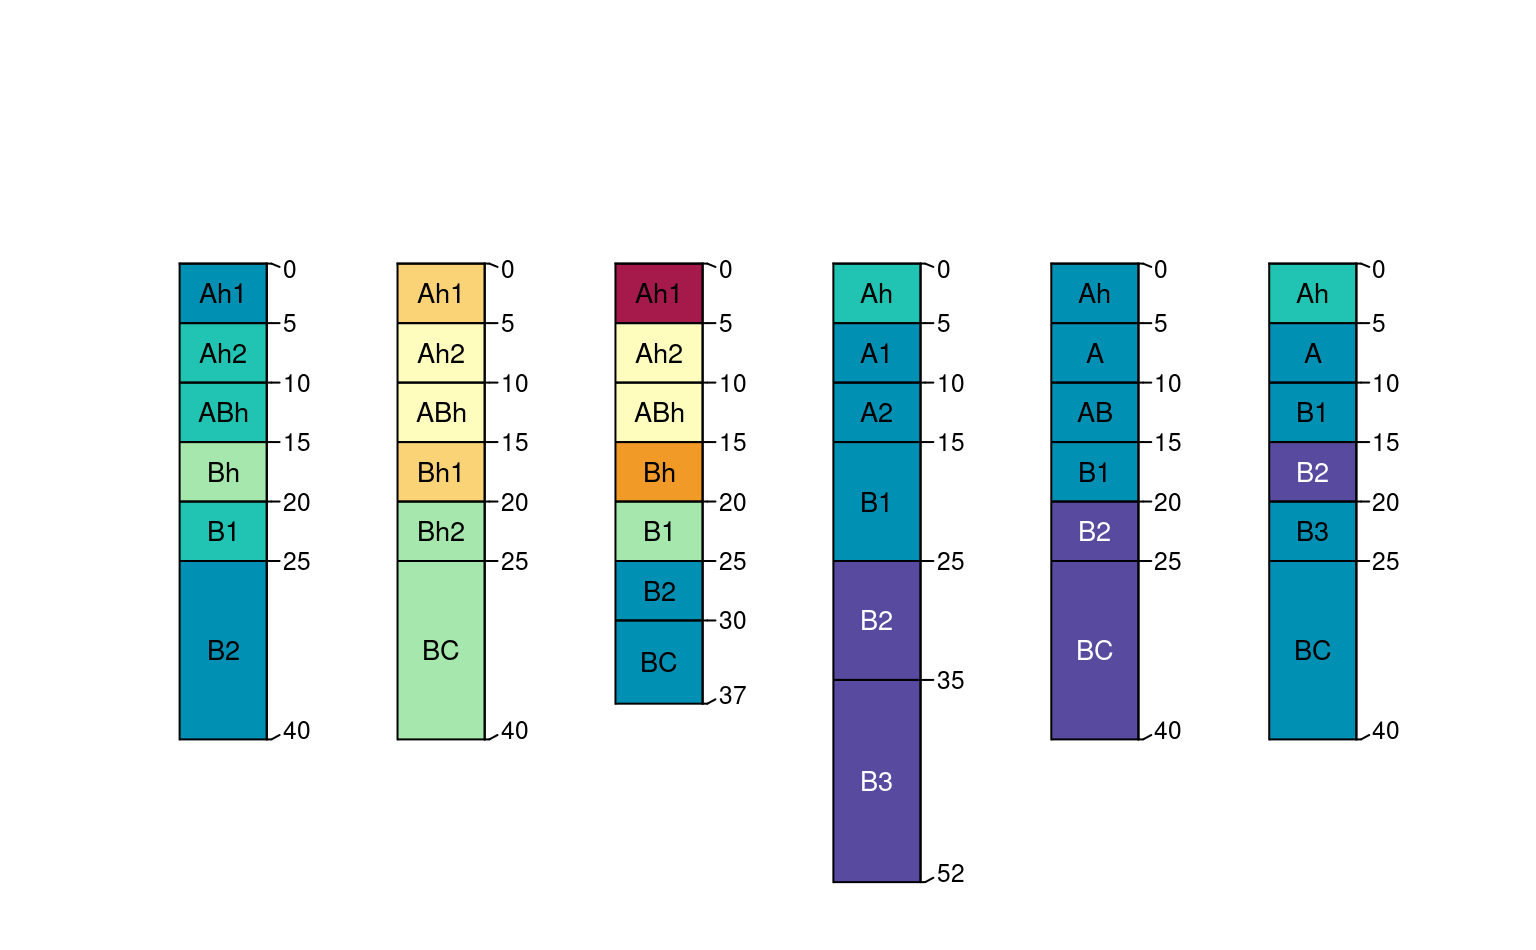 0 0 0 0 0 0
Ah1 Ah1 Ah1 Ah Ah Ah
5 5 5 5 5 5
Ah2 Ah2 Ah2 A1 A A
10 10 10 10 10 10
ABh ABh ABh A2 AB B1
15 15 15 15 15 15
Bh Bh1 Bh B1 B2
20 20 20 B1 20 20
B1 Bh2 B1 B2 B3
25 25 25 25 25 25
B2
30 B2
B2 BC BC BC BC
35
37
40 40 40 40
B3
52